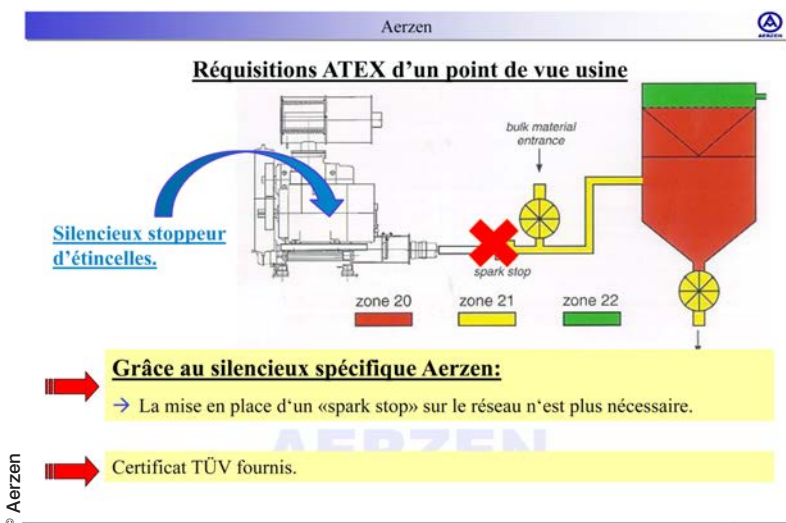 Aerzen
AERZEN
Réquisitions ATEX d’un point de vue usine
bulk material
entrance
Silencieux stoppeur
d’étincelles.
spark stop
zone 20
zone 21
zone 22
Grâce au silencieux spécifique Aerzen:
→ La mise en place d‘un «spark stop» sur le réseau n‘est plus nécessaire.
AERZEN
Certificat TÜV fournis.
© Aerzen